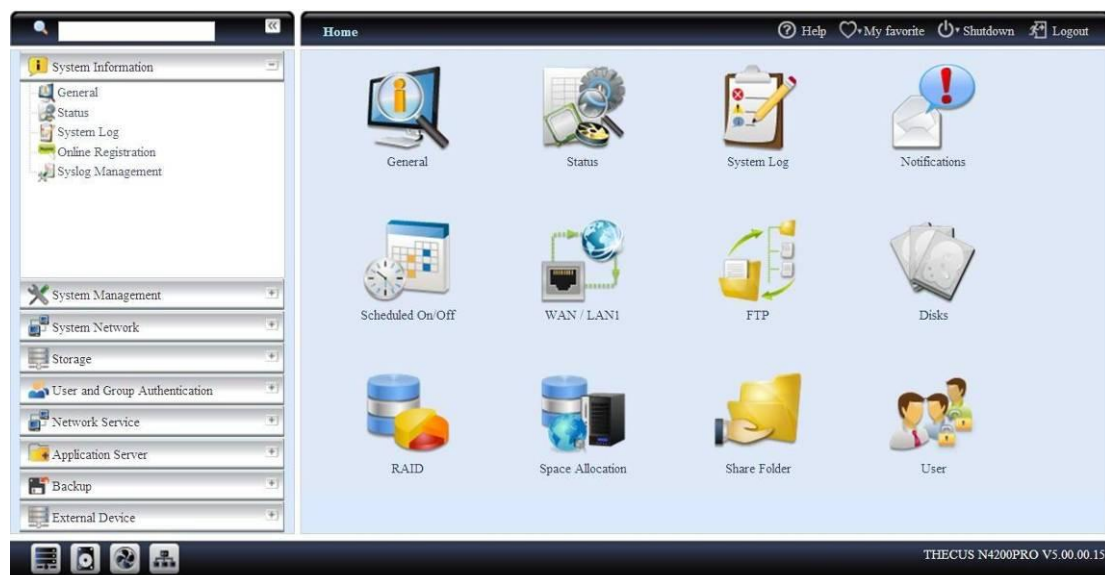 Home
Help
My favorite
Shutdown
Logout
System Information
General
Status
System Log
Online Registration
Syslog Management
System Management
System Network
Storage
User and Group Authentication
Network Service
Application Server
Backup
External Device
General
Status
System Log
Notifications
Scheduled On/Off
WAN / LAN1
FTP
Disks
RAID
Space Allocation
Share Folder
User
THECUS N4200PRO V5.00.00.15